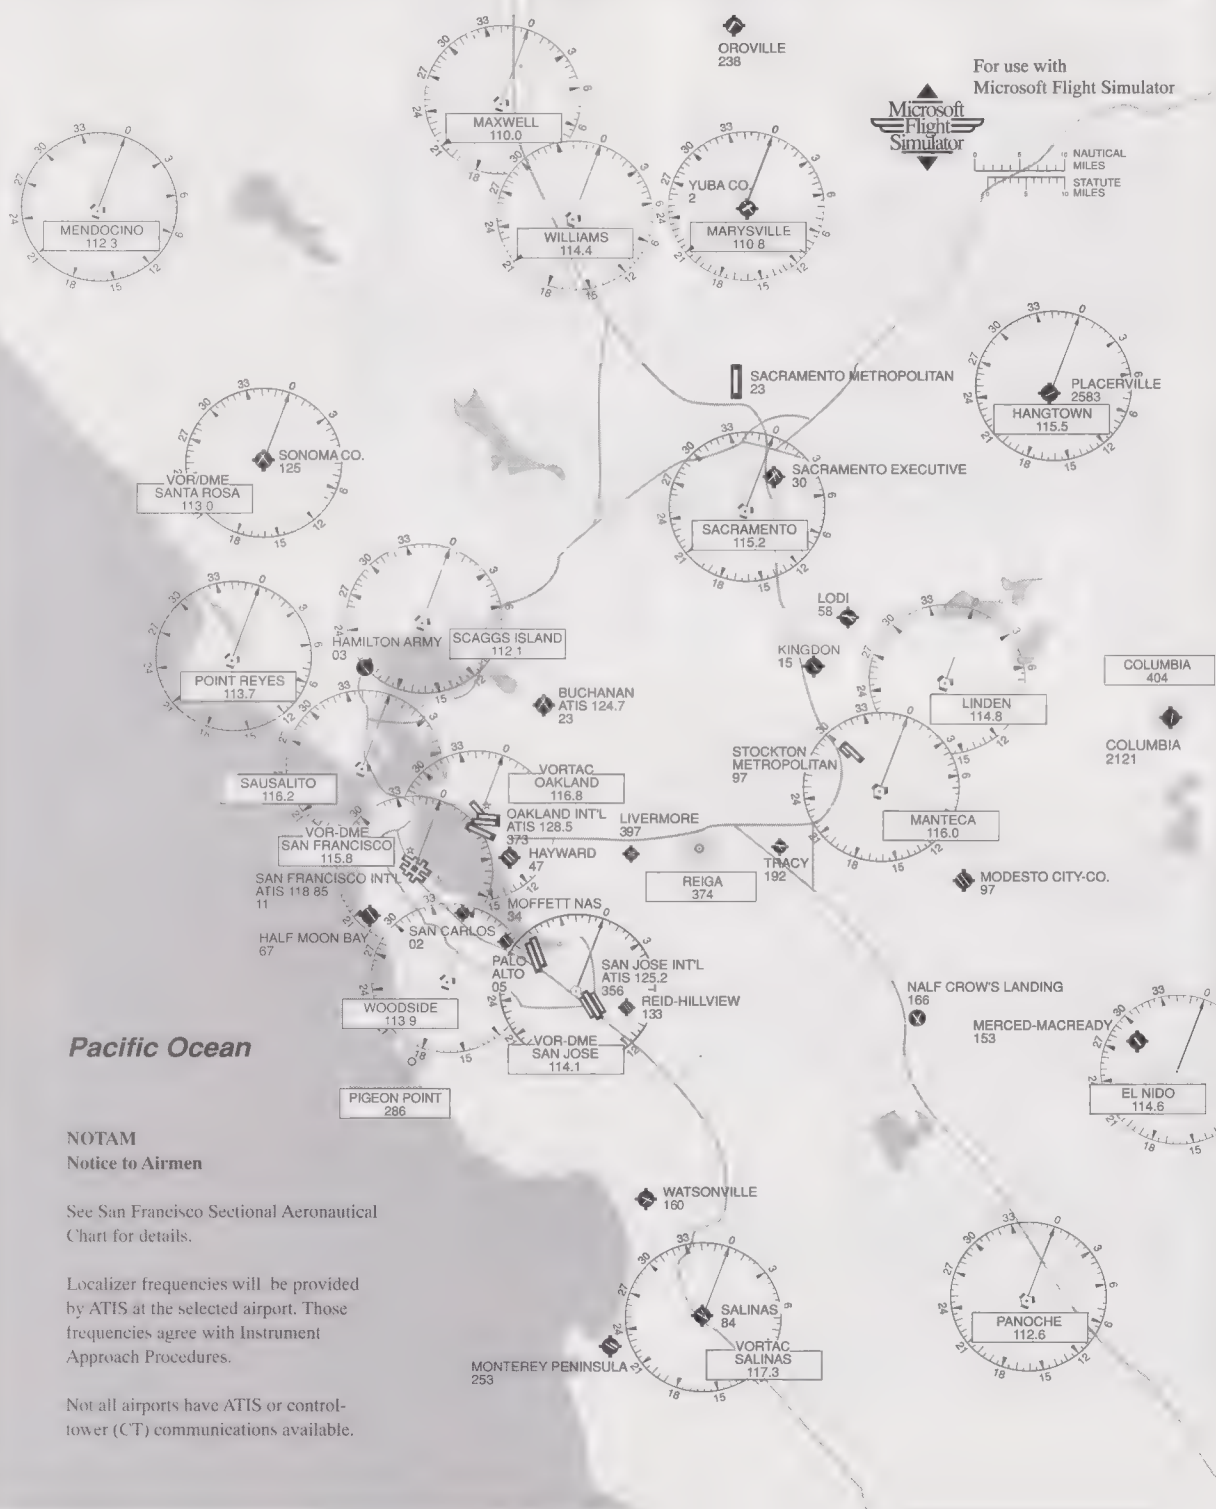 OROVILLE
238
For use with
Microsoft Flight Simulator
Microsoft
Flight
Simulator
0 5 10 NAUTICAL
MILES
STATUTE
0 5 10 MILES
MAXWELL
110.0
MENDOCINO
112 3
WILLIAMS
114.4
YUBA CO.
2
MARYSVILLE
110 8
SACRAMENTO METROPOLITAN
23
PLACERVILLE
2583
HANGTOWN
115.5
SONOMA CO.
125
VOR/DME
SANTA ROSA
113 0
SACRAMENTO EXECUTIVE
30
SACRAMENTO
115.2
LODI
58
HAMILTON ARMY
03
SCAGGS ISLAND
112 1
KINGDON
15
POINT REYES
113.7
BUCHANAN
ATIS 124.7
23
LINDEN
114.8
COLUMBIA
404
COLUMBIA
2121
STOCKTON
METROPOLITAN
97
SAUSALITO
116.2
VORTAC
OAKLAND
116.8
OAKLAND INT'L
ATIS 128.5
373
LIVERMORE
397
MANTECA
116.0
VOR-DME
SAN FRANCISCO
115.8
SAN FRANCISCO INT'L
ATIS 118 85
11
HAYWARD
47
TRACY
192
REIGA
374
MODESTO CITY-CO.
97
MOFFETT NAS
34
HALF MOON BAY
67
SAN CARLOS
02
PALO
ALTO
05
SAN JOSE INT'L
ATIS 125.2
356
REID-HILLVIEW
133
NALF CROW'S LANDING
166
MERCED-MACREADY
153
WOODSIDE
113 9
VOR-DME
SAN JOSE
114.1
Pacific Ocean
PIGEON POINT
286
EL NIDO
114.6
NOTAM
Notice to Airmen
See San Francisco Sectional Aeronautical
Chart for details.
Localizer frequencies will be provided
by ATIS at the selected airport. Those
frequencies agree with Instrument
Approach Procedures.
Not all airports have ATIS or control-
tower (CT) communications available.
WATSONVILLE
160
SALINAS
84
VORTAC
SALINAS
117.3
MONTEREY PENINSULA
253
PANOCHE
112.6